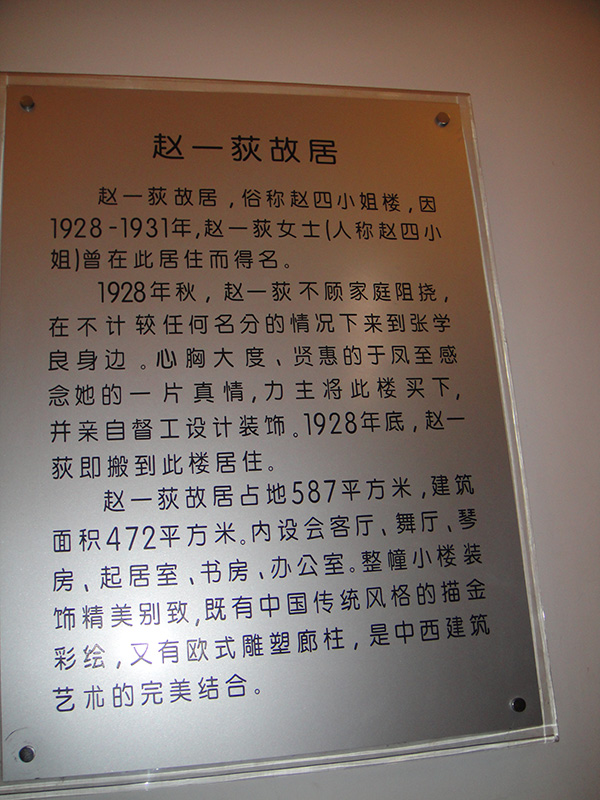 赵一荻故居
赵一荻故居，俗称赵四小姐楼，因
1928-1931年，赵一荻女士(人称赵四小
姐)曾在此居住而得名。
1928年秋，赵一荻不顾家庭阻挠，
在不计较任何名分的情况下来到张学
良身边。心胸大度、贤惠的于凤至感
念她的一片真情，力主将此楼买下，
并亲自督工设计装饰。1928年底，赵一
荻即搬到此楼居住。
赵一荻故居占地587平方米，建筑
面积472平方米。内设会客厅、舞厅、琴
房、起居室、书房、办公室。整幢小楼装
饰精美别致，既有中国传统风格的描金
彩绘，又有欧式雕塑廊柱，是中西建筑
艺术的完美结合。